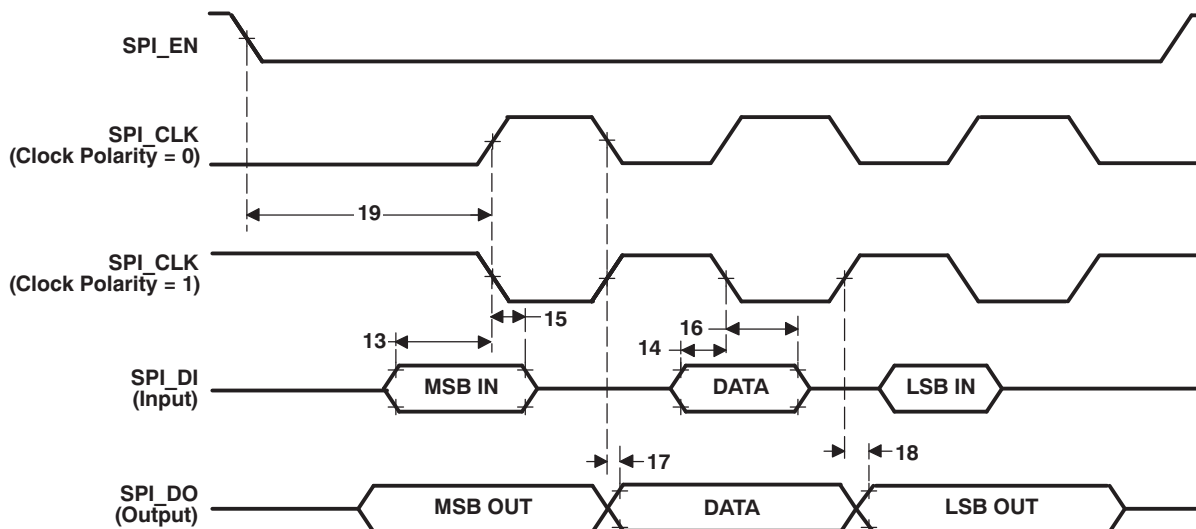 SPI_EN
SPI_CLK
(Clock Polarity = 0)
19
SPI_CLK
(Clock Polarity = 1)
15
13
16
14
SPI_DI
(Input)
MSB IN
DATA
LSB IN
17
18
SPI_DO
(Output)
MSB OUT
DATA
LSB OUT